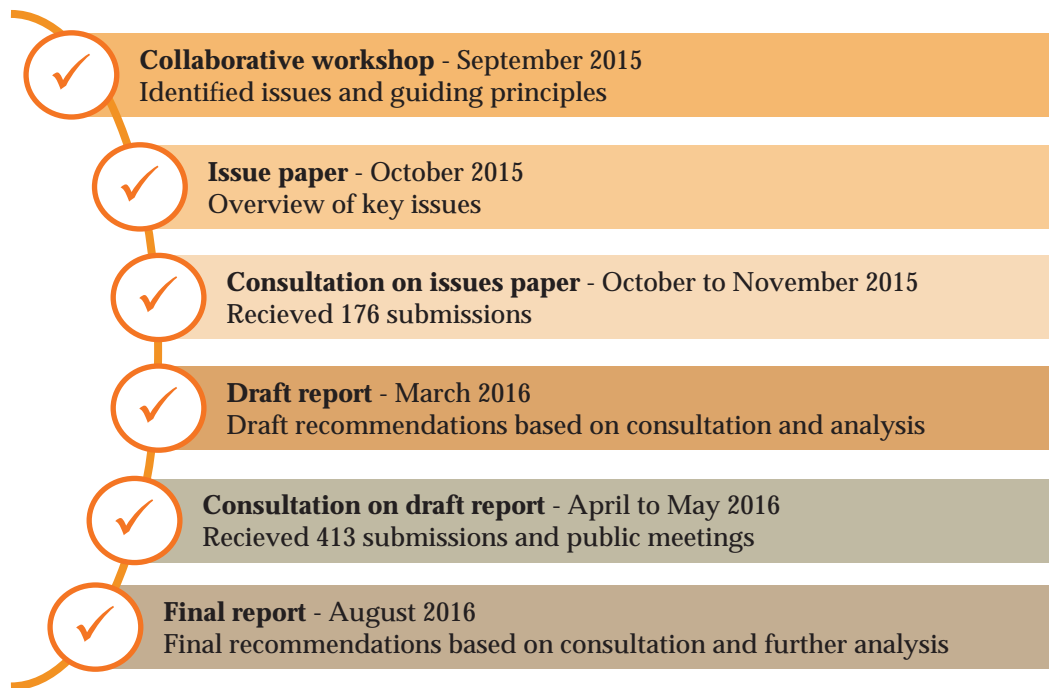 Collaborative workshop - September 2015
Identified issues and guiding principles
Issue paper - October 2015
Overview of key issues
Consultation on issues paper - October to November 2015
Recieved 176 submissions
Draft report - March 2016
Draft recommendations based on consultation and analysis
Consultation on draft report - April to May 2016
Recieved 413 submissions and public meetings
Final report - August 2016
Final recommendations based on consultation and further analysis